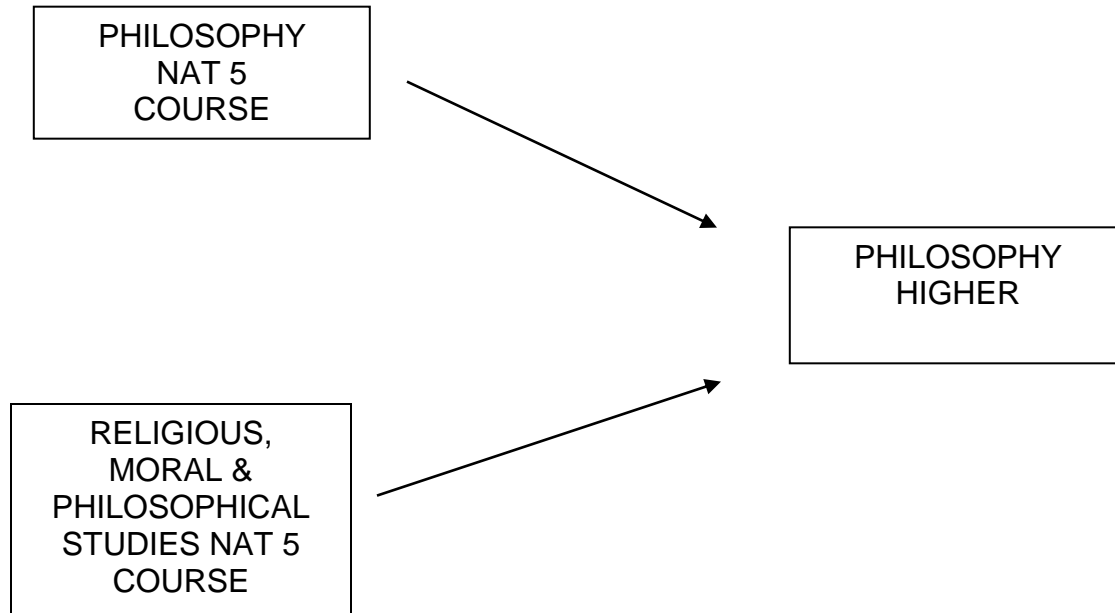 PHILOSOPHY
NAT 5
COURSE
PHILOSOPHY
HIGHER
RELIGIOUS,
MORAL &
PHILOSOPHICAL
STUDIES NAT 5
COURSE